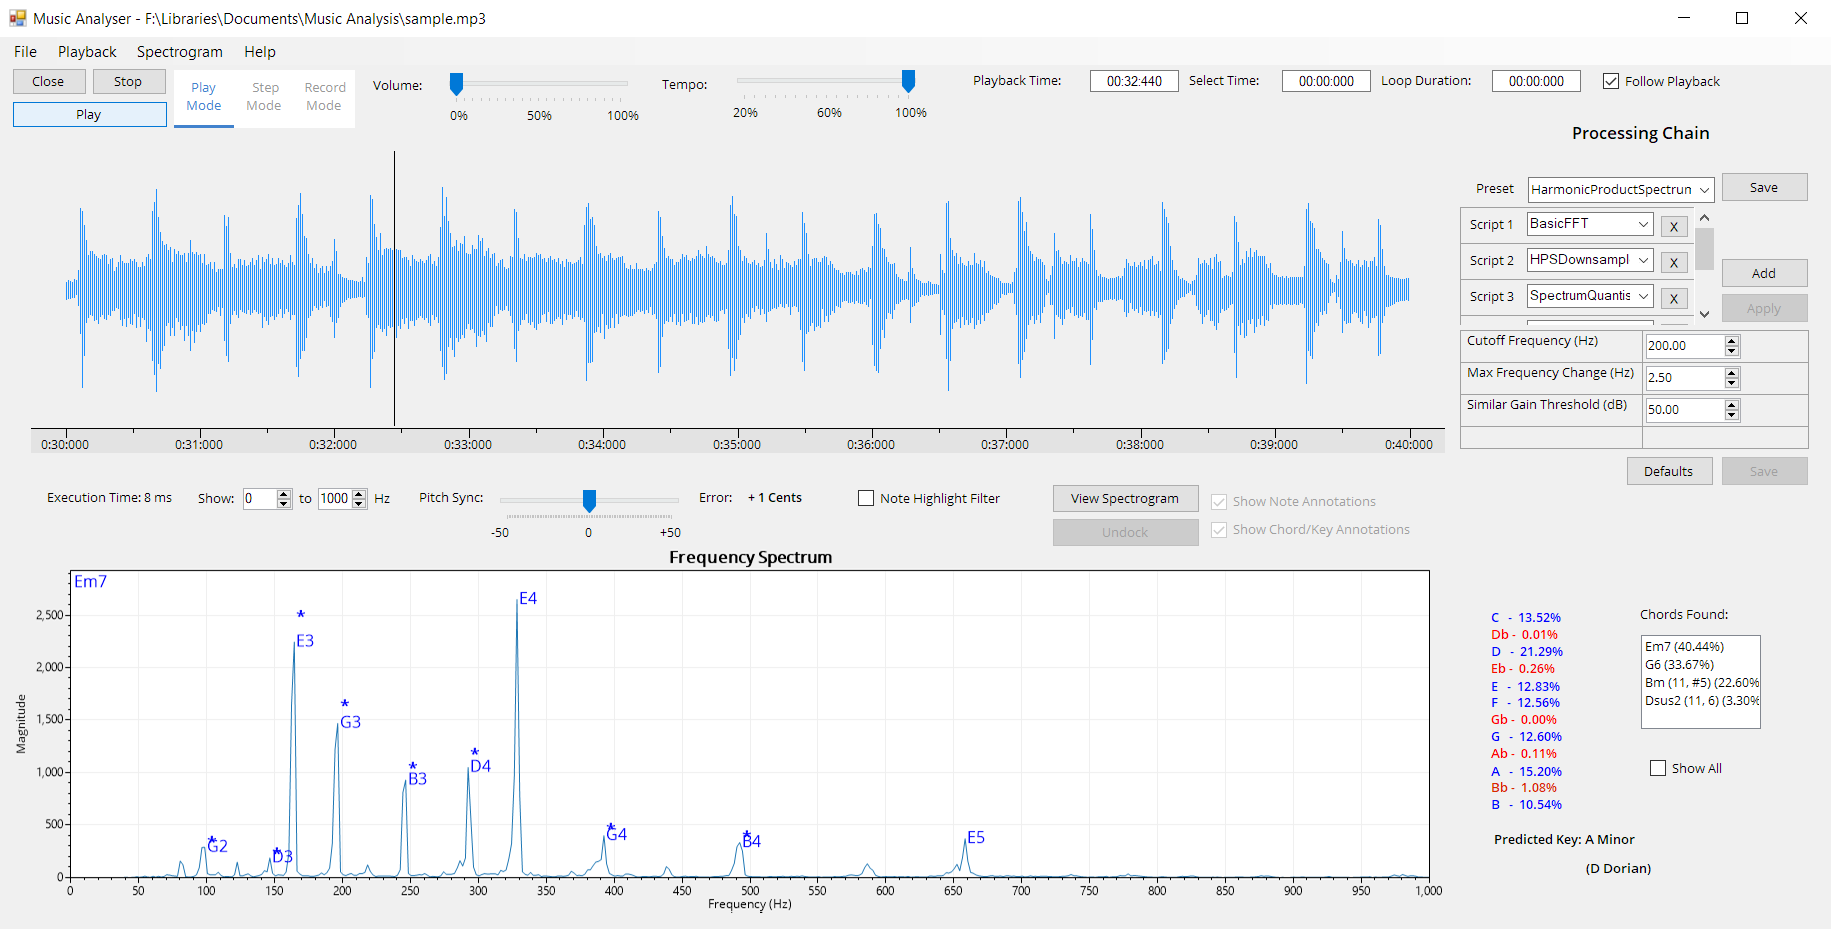 Music Analyser - F:\Libraries\Documents\Music Analysis\sample.mp3
File Playback Spectrogram Help
Close Stop
Play
Play Mode
Step Mode
Record Mode
Volume:
0% 50% 100%
Tempo:
20% 60% 100%
Playback Time: 00:32:440 Select Time: 00:00:000 Loop Duration: 00:00:000 Follow Playback
Processing Chain
Preset HarmonicProductSpectrun Save
Script 1 BasicFFT X
Script 2 HPSDownsampl X
Script 3 SpectrumQuantis X
Add
Apply
Cutoff Frequency (Hz) 200.00
Max Frequency Change (Hz) 2.50
Similar Gain Threshold (dB) 50.00
Defaults Save
0:30:000 0:31:000 0:32:000 0:33:000 0:34:000 0:35:000 0:36:000 0:37:000 0:38:000 0:39:000 0:40:000
Execution Time: 8 ms Show: 0 to 1000 Hz Pitch Sync: Error: + 1 Cents Note Highlight Filter
-50 0 +50
View Spectrogram
Undock
Show Note Annotations
Show Chord/Key Annotations
Frequency Spectrum
Em7
Magnitude
2,500
2,000
1,500
1,000
500
0
* G2
* D3
* E3
* G3
* B3
* D4
E4
* G4
* B4
E5
0 50 100 150 200 250 300 350 400 450 500 550 600 650 700 750 800 850 900 950 1,000
Frequency (Hz)
C - 13.52%
Db - 0.01%
D - 21.29%
Eb - 0.26%
E - 12.83%
F - 12.56%
Gb - 0.00%
G - 12.60%
Ab - 0.11%
A - 15.20%
Bb - 1.08%
B - 10.54%
Chords Found:
Em7 (40.44%)
G6 (33.67%)
Bm (11, #5) (22.60%
Dsus2 (11, 6) (3.30%
Show All
Predicted Key: A Minor
(D Dorian)